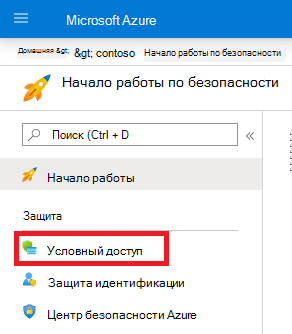 Microsoft Azure
Домашняя &gt; &gt; contoso Начало работы по безопасности
Начало работы по безопасности
Поиск (Ctrl + D
Начало работы
Защита
Условный доступ
Защита идентификации
Центр безопасности Azure